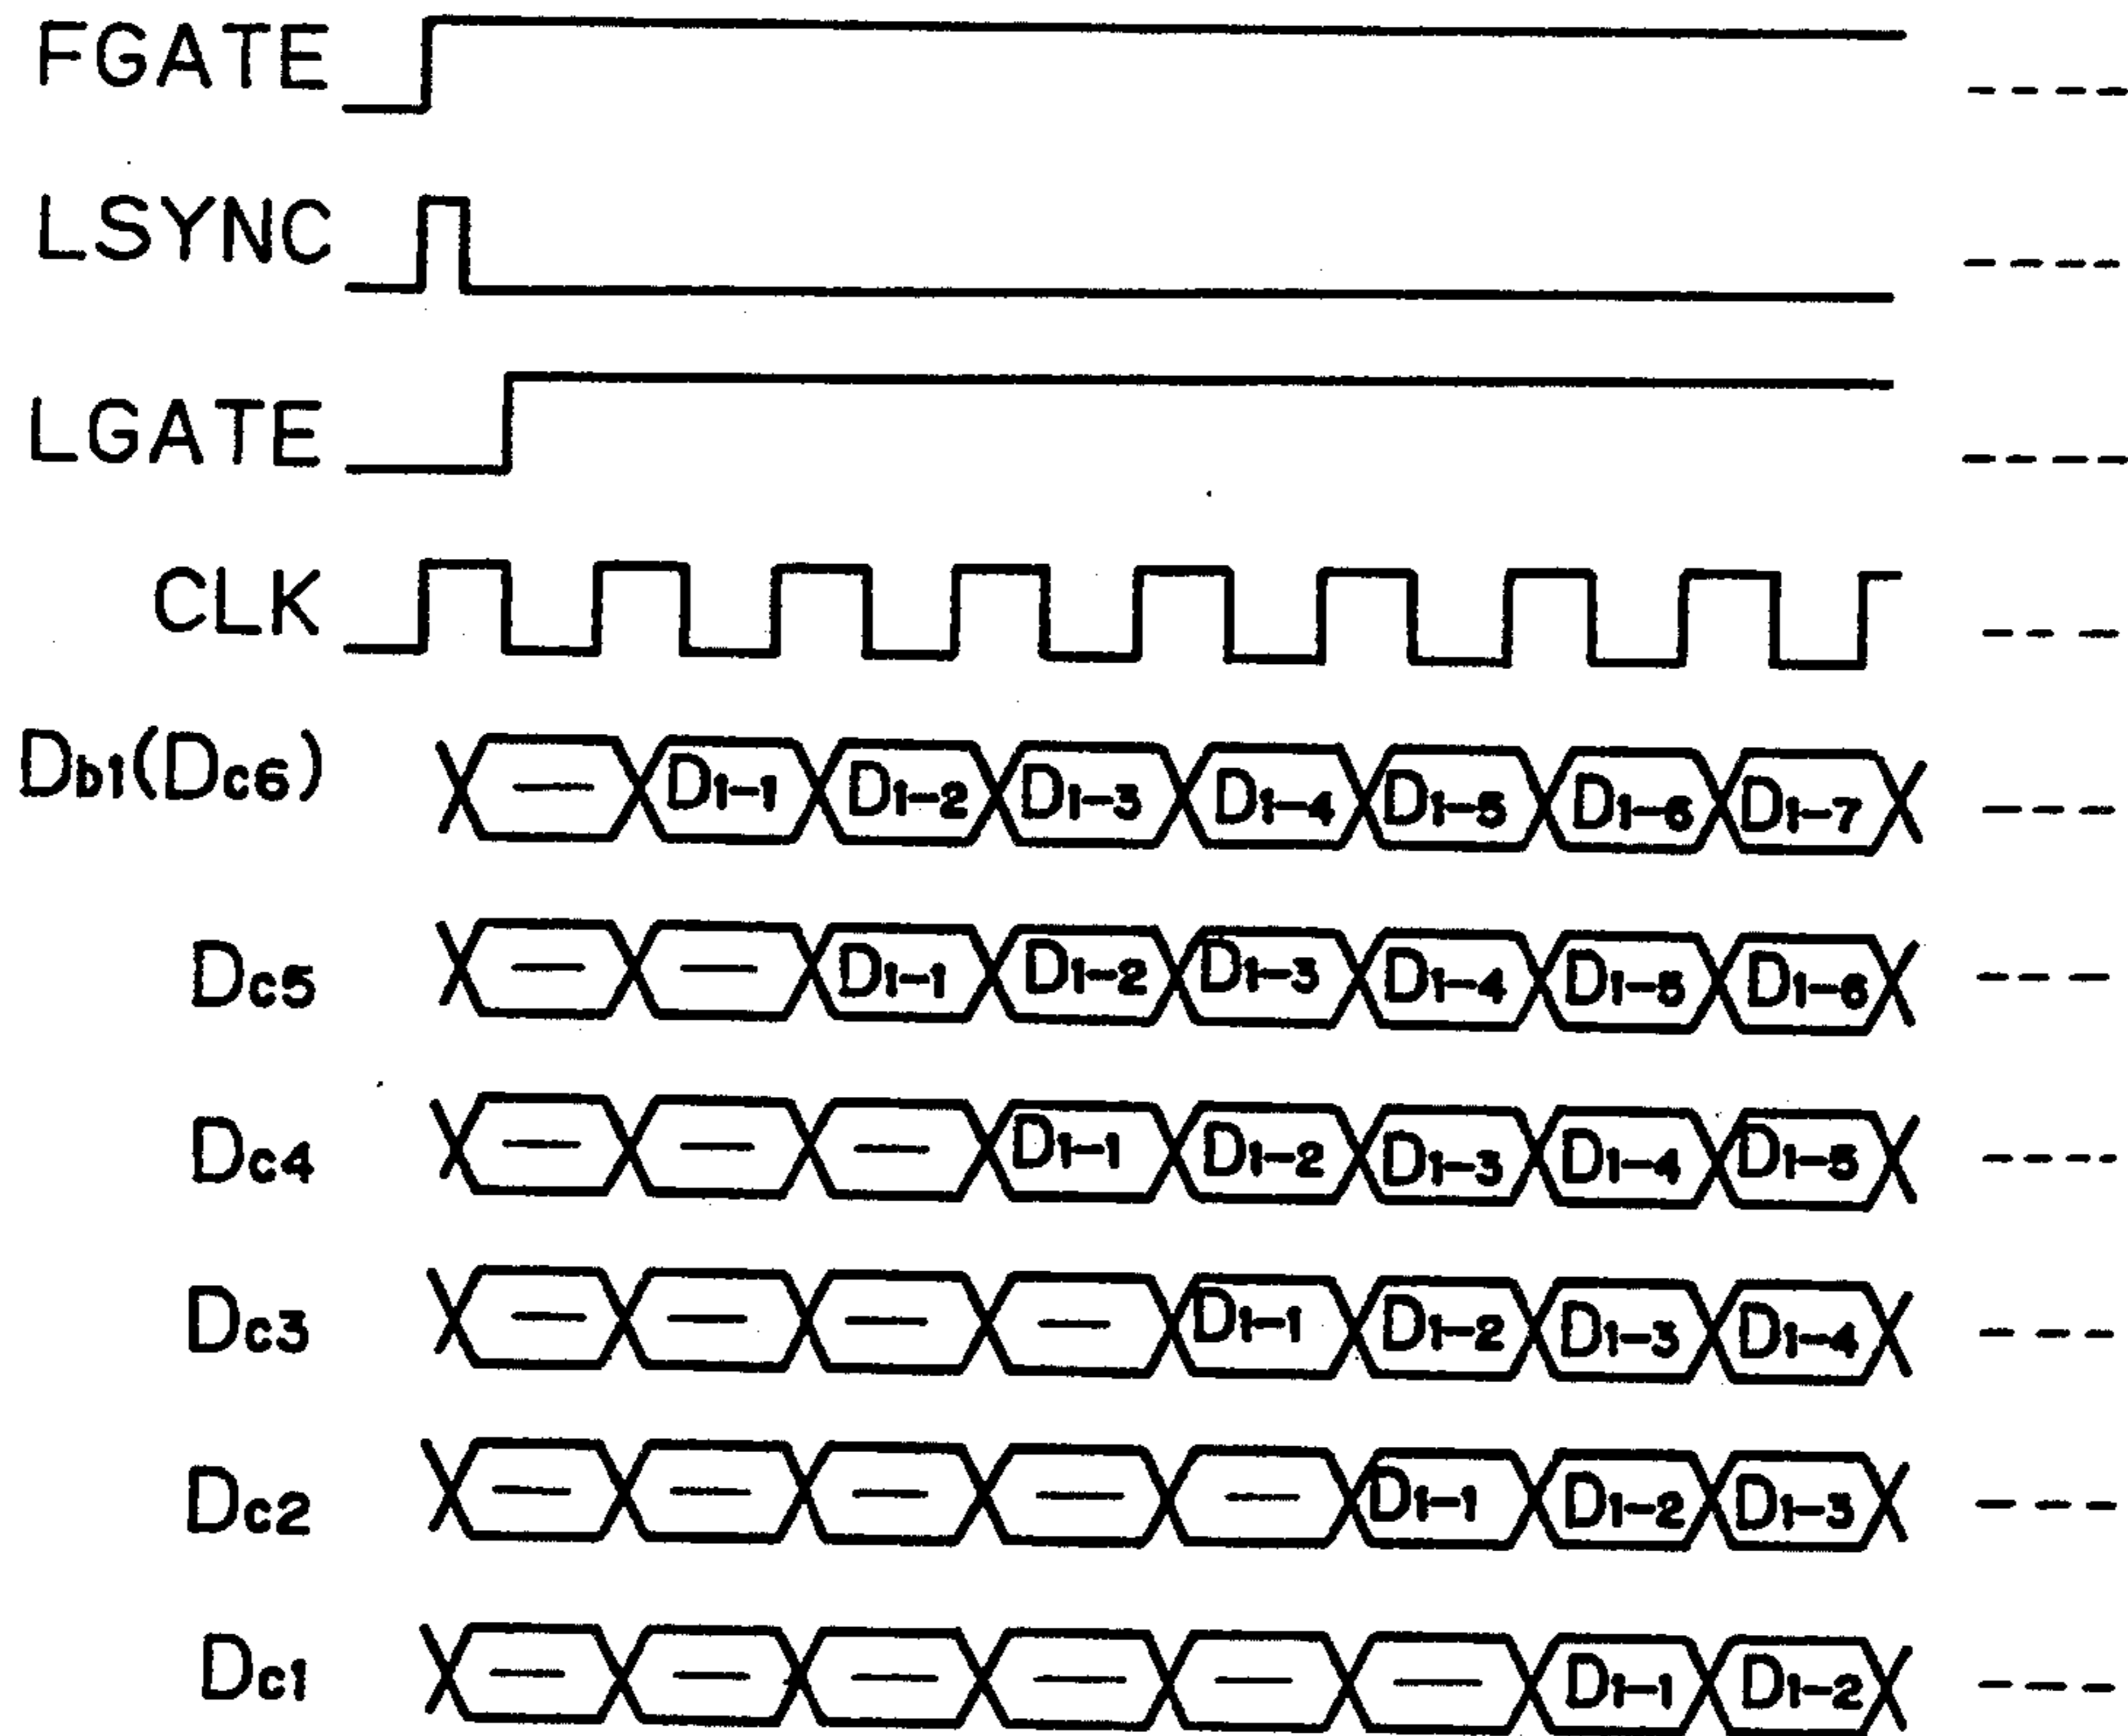 FGATE
LSYNC
LGATE
CLK
Db1(Dc6) — D1-1 D1-2 D1-3 D1-4 D1-5 D1-6 D1-7
Dc5 — — D1-1 D1-2 D1-3 D1-4 D1-5 D1-6
Dc4 — — — D1-1 D1-2 D1-3 D1-4 D1-5
Dc3 — — — — D1-1 D1-2 D1-3 D1-4
Dc2 — — — — — D1-1 D1-2 D1-3
Dc1 — — — — — — D1-1 D1-2